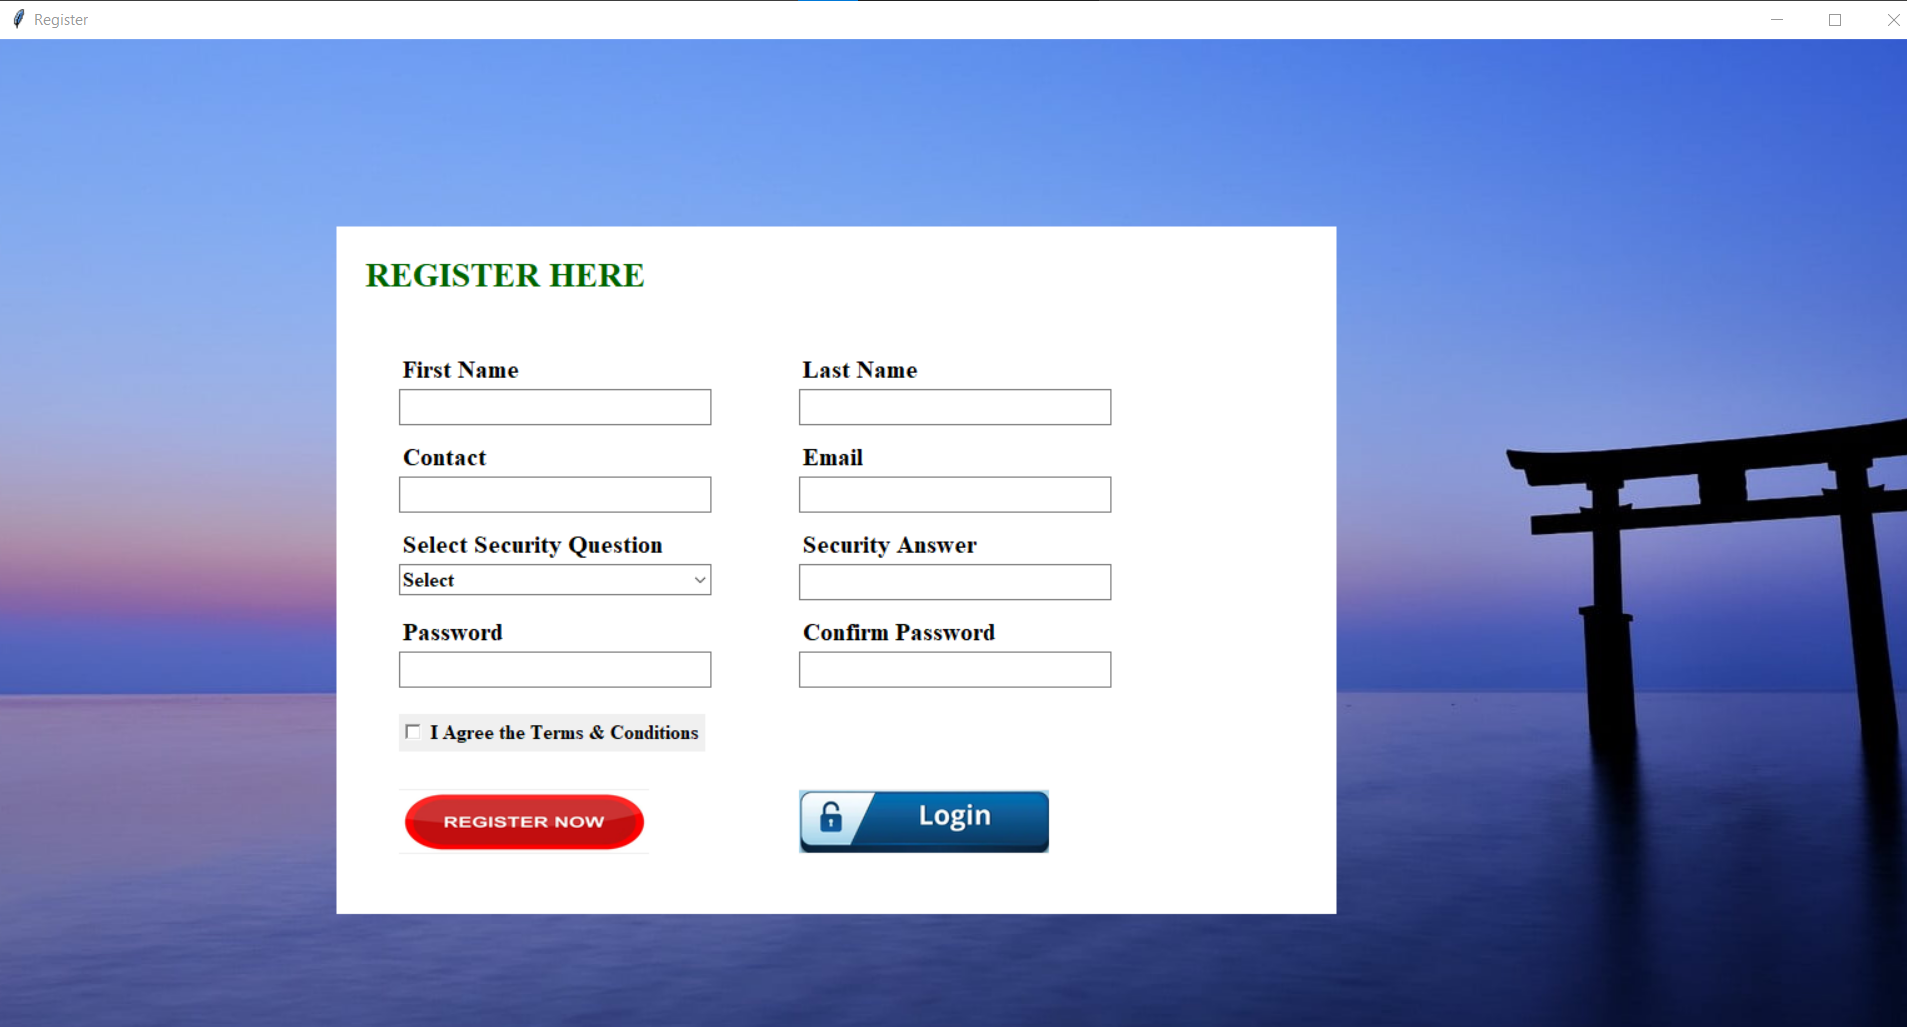 Register
REGISTER HERE
First Name
Last Name
Contact
Email
Select Security Question
Security Answer
Select
Password
Confirm Password
I Agree the Terms & Conditions
REGISTER NOW
Login